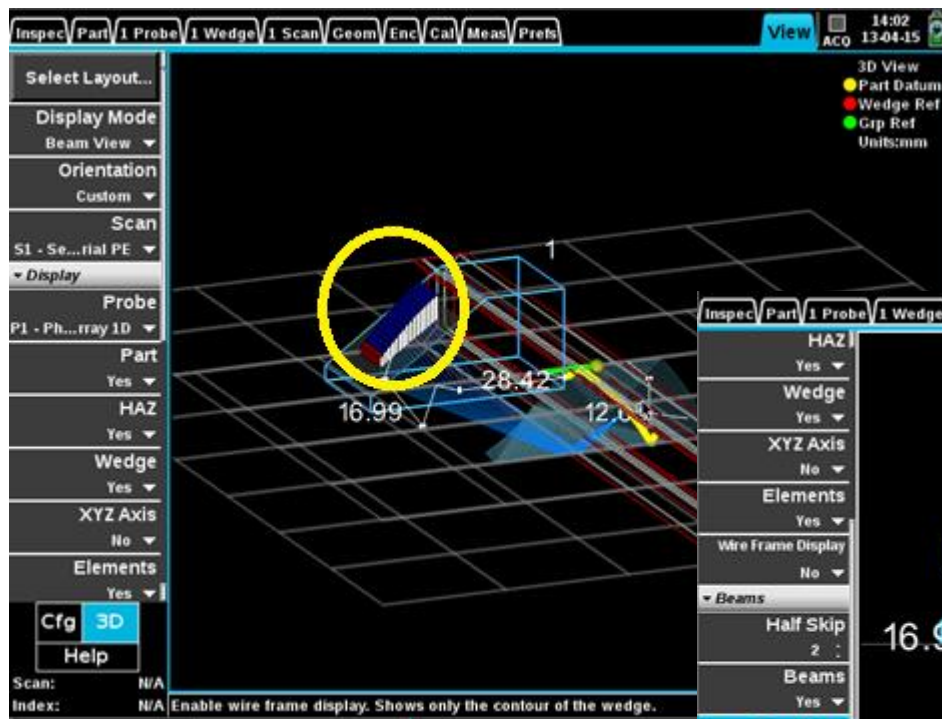 Inspec Part 1 Probe 1 Wedge 1 Scan Geom Enc Cal Meas Prefs View ACQ 14:02
13-04-15
Select Layout...
Display Mode
Beam View
Orientation
Custom
Scan
S1 - Se...rial PE
Display
Probe
P1 - Ph...rray 1D
Part
Yes
HAZ
Yes
Wedge
Yes
XYZ Axis
No
Elements
Yes
Cfg 3D
Help
Scan: N/A
Index: N/A
3D View
Part Datum
Wedge Ref
Grp Ref
Units:mm
1
28.42
16.99
Inspec Part 1 Probe 1 Wedge
HAZ
Yes
Wedge
Yes
XYZ Axis
No
Elements
Yes
Wire Frame Display
No
Beams
Half Skip
2 :
Beams
Yes
Enable wire frame display. Shows only the contour of the wedge.